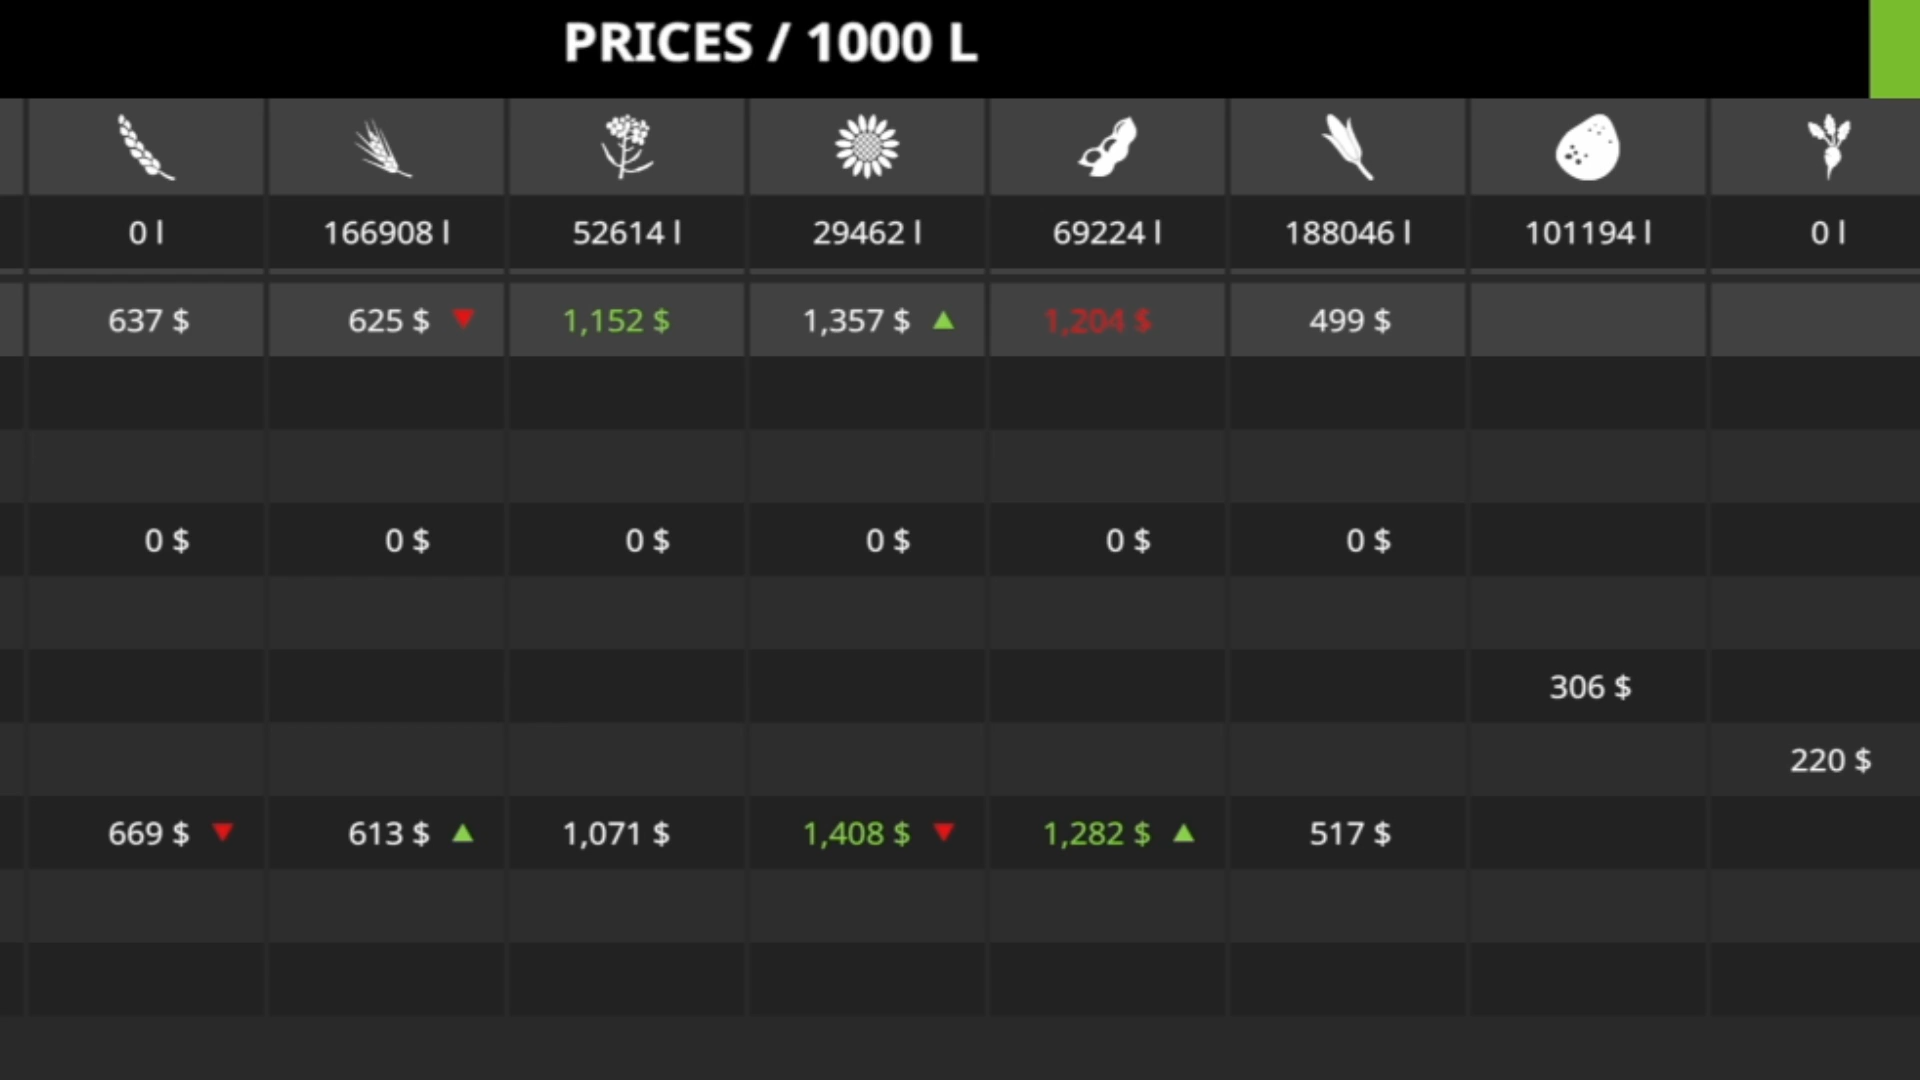 PRICES / 1000 L
0 l 166908 l 52614 l 29462 l 69224 l 188046 l 101194 l 0 l
637 $ 625 $ 1,152 $ 1,357 $ 1,204 $ 499 $
0 $ 0 $ 0 $ 0 $ 0 $ 0 $
306 $
220 $
669 $ 613 $ 1,071 $ 1,408 $ 1,282 $ 517 $